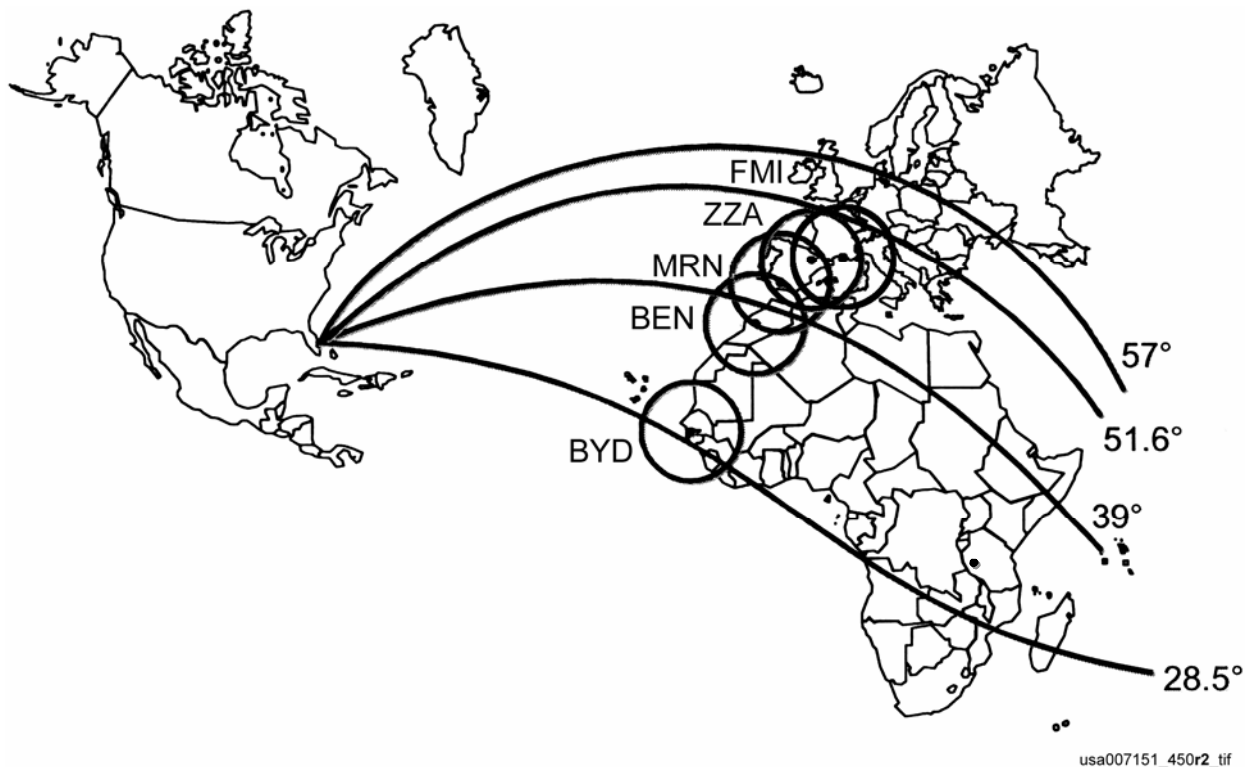 FMI
ZZA
MRN
BEN
BYD
57°
51.6°
39°
28.5°
usa007151_450r2_tif